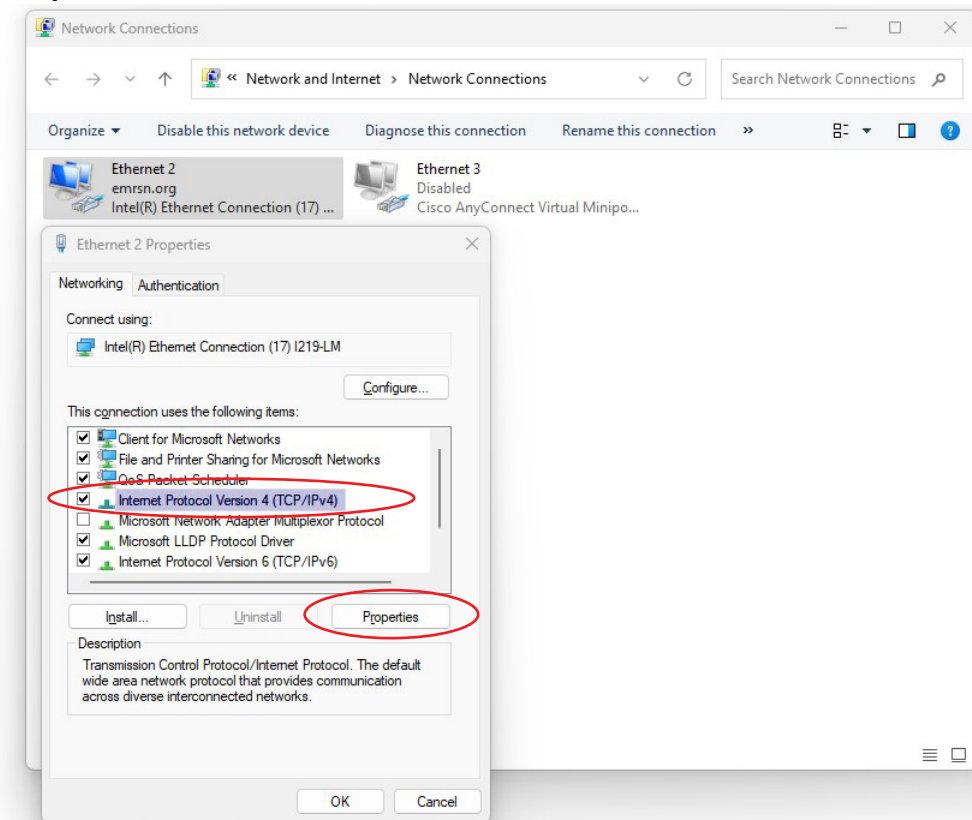 Network Connections
« Network and Internet › Network Connections
Search Network Connections
Organize
Disable this network device
Diagnose this connection
Rename this connection
»
?
Ethernet 2
emrsn.org
Intel(R) Ethernet Connection (17) ...
Ethernet 3
Disabled
Cisco AnyConnect Virtual Minipo...
Ethernet 2 Properties
Networking
Authentication
Connect using:
Intel(R) Ethernet Connection (17) I219-LM
Configure...
This connection uses the following items:
Client for Microsoft Networks
File and Printer Sharing for Microsoft Networks
QoS Packet Scheduler
Internet Protocol Version 4 (TCP/IPv4)
Microsoft Network Adapter Multiplexor Protocol
Microsoft LLDP Protocol Driver
Internet Protocol Version 6 (TCP/IPv6)
Install...
Uninstall
Properties
Description
Transmission Control Protocol/Internet Protocol. The default
wide area network protocol that provides communication
across diverse interconnected networks.
OK
Cancel